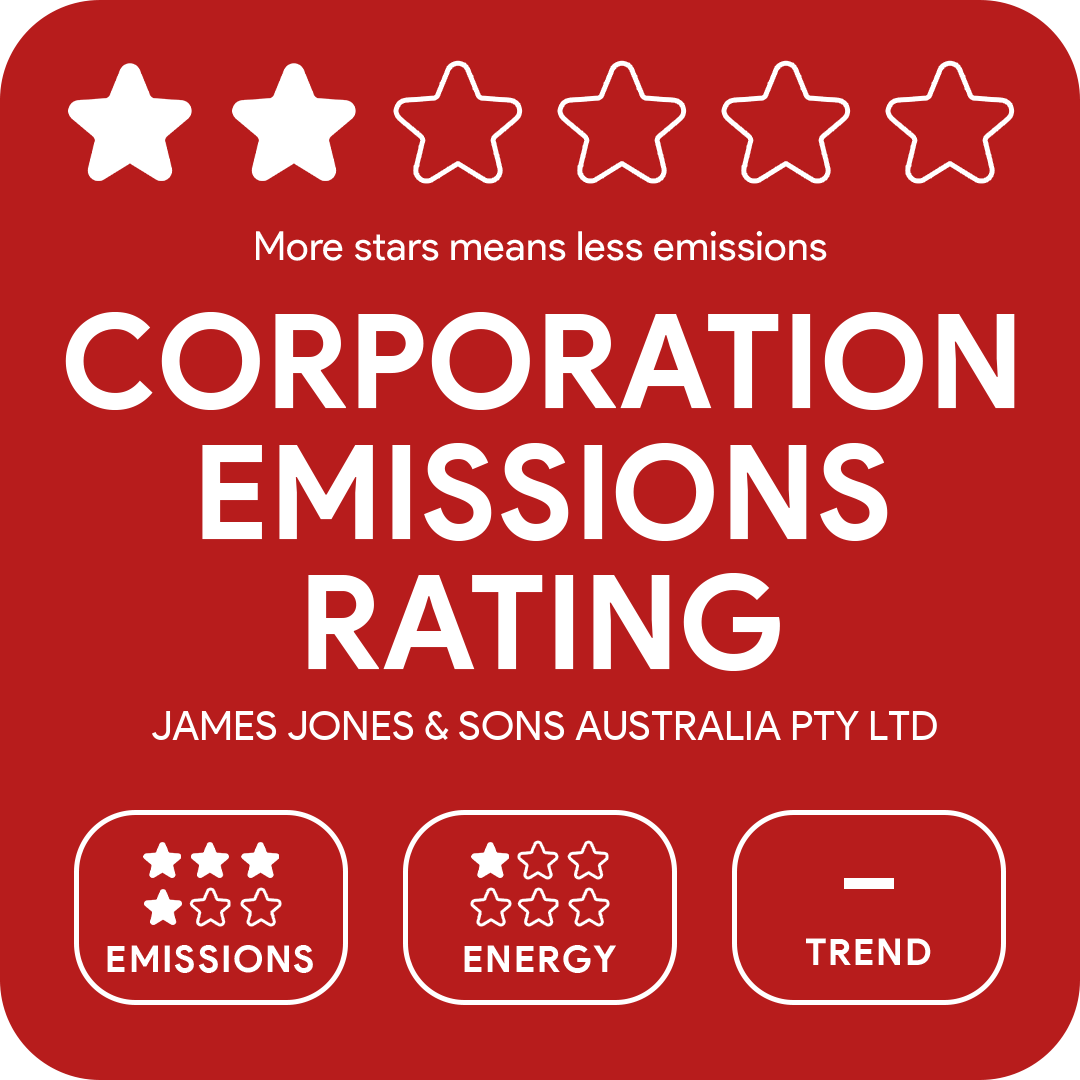 More stars means less emissions
CORPORATION
EMISSIONS
RATING
JAMES JONES & SONS AUSTRALIA PTY LTD
EMISSIONS
ENERGY
TREND